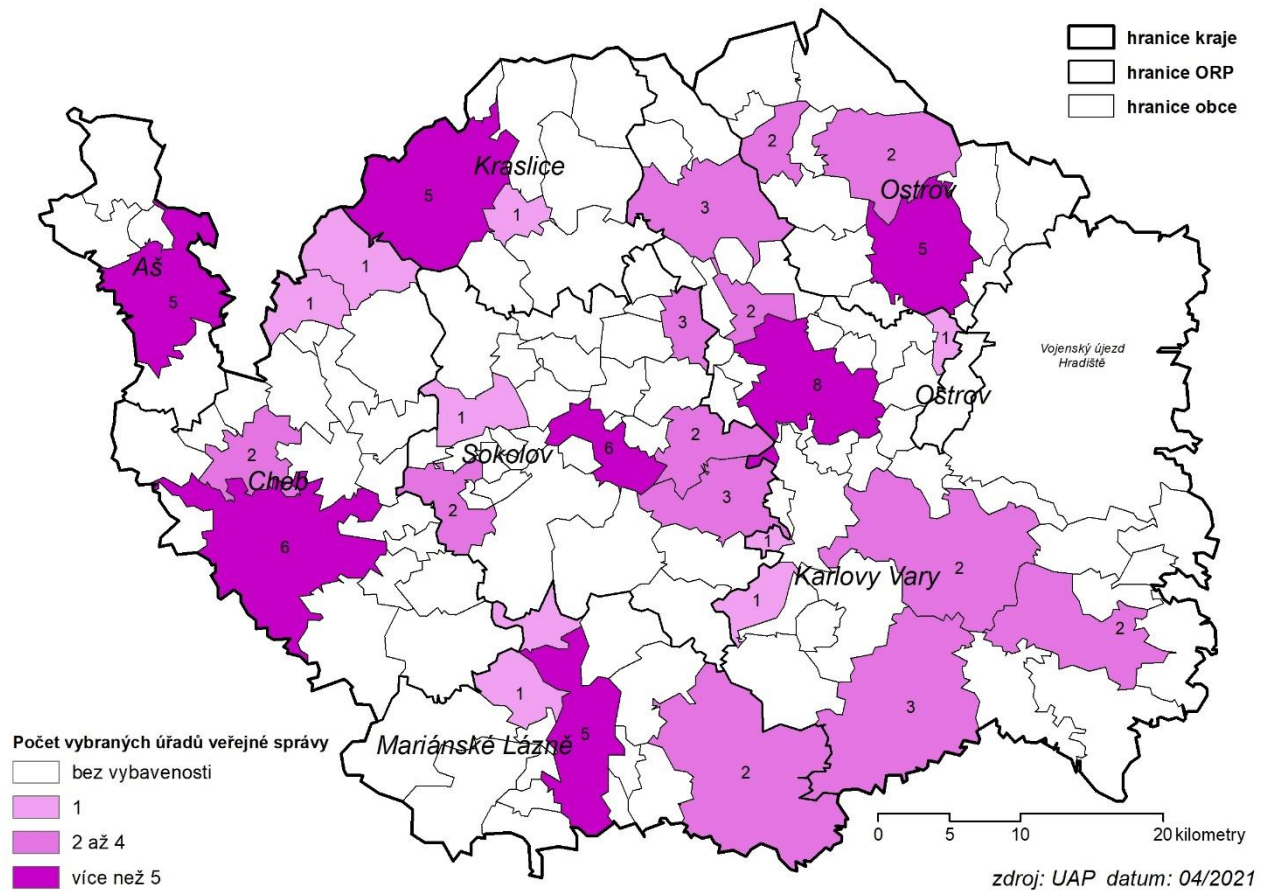 hranice kraje
hranice ORP
hranice obce
2
2
Kraslice
Ostrov
5
1
3
5
Aš
1
5
1
3
2
1
Vojenský újezd
Hradiště
8
Ostrov
1
2
Sokolov
6
2
Cheb
3
2
6
1
Karlovy Vary
2
1
2
1
3
5
Mariánské Lázně
2
Počet vybraných úřadů veřejné správy
bez vybavenosti
1
2 až 4
více než 5
0 5 10 20 kilometry
zdroj: UAP datum: 04/2021